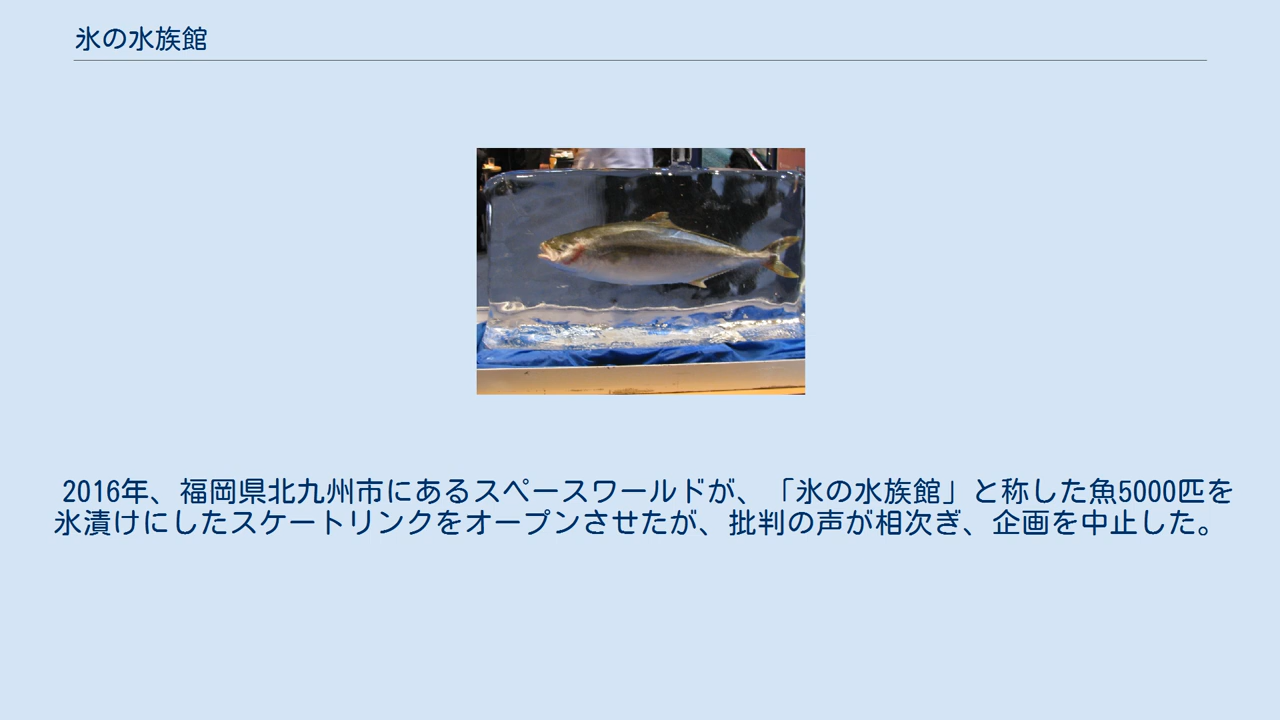 氷の水族館
2016年、福岡県北九州市にあるスペースワールドが、「氷の水族館」と称した魚5000匹を
氷漬けにしたスケートリンクをオープンさせたが、批判の声が相次ぎ、企画を中止した。